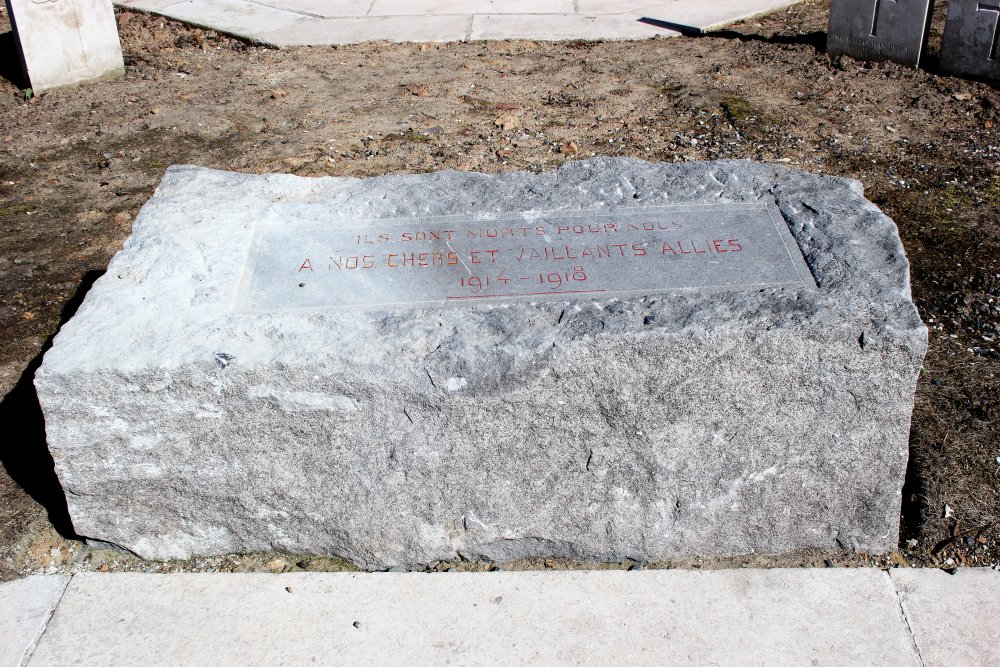 ILS SONT MORTS POUR NOUS
A NOS CHERS ET VAILLANTS ALLIES
1914-1918